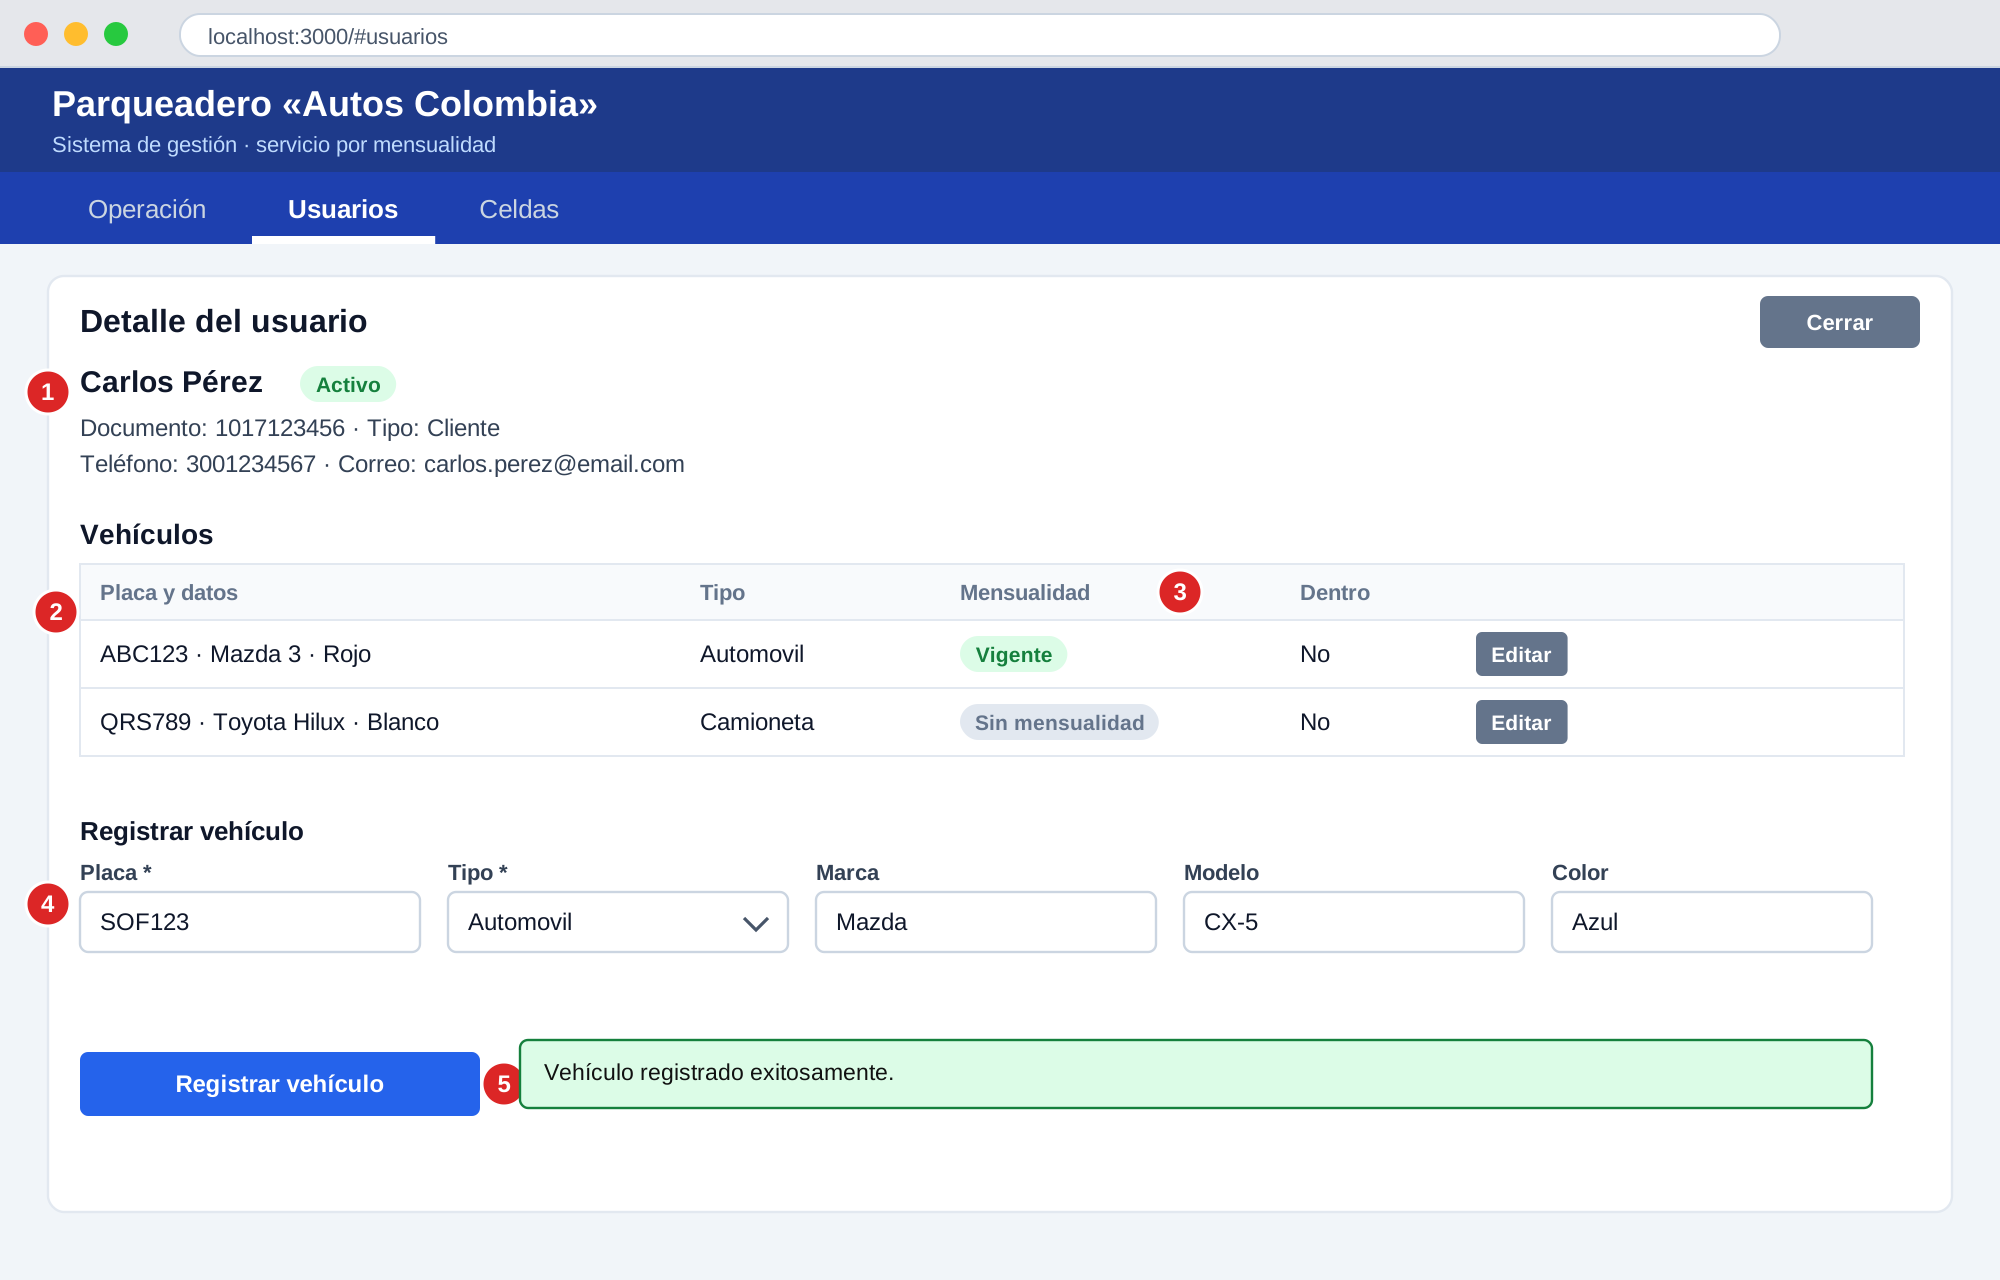 localhost:3000/#usuarios
Parqueadero «Autos Colombia»
Sistema de gestión · servicio por mensualidad
Operación Usuarios Celdas
Detalle del usuario Cerrar
1 Carlos Pérez Activo
Documento: 1017123456 · Tipo: Cliente
Teléfono: 3001234567 · Correo: carlos.perez@email.com
Vehículos
2 Placa y datos Tipo Mensualidad 3 Dentro
ABC123 · Mazda 3 · Rojo Automovil Vigente No Editar
QRS789 · Toyota Hilux · Blanco Camioneta Sin mensualidad No Editar
Registrar vehículo
Placa * Tipo * Marca Modelo Color
4 SOF123 Automovil Mazda CX-5 Azul
Registrar vehículo 5 Vehículo registrado exitosamente.